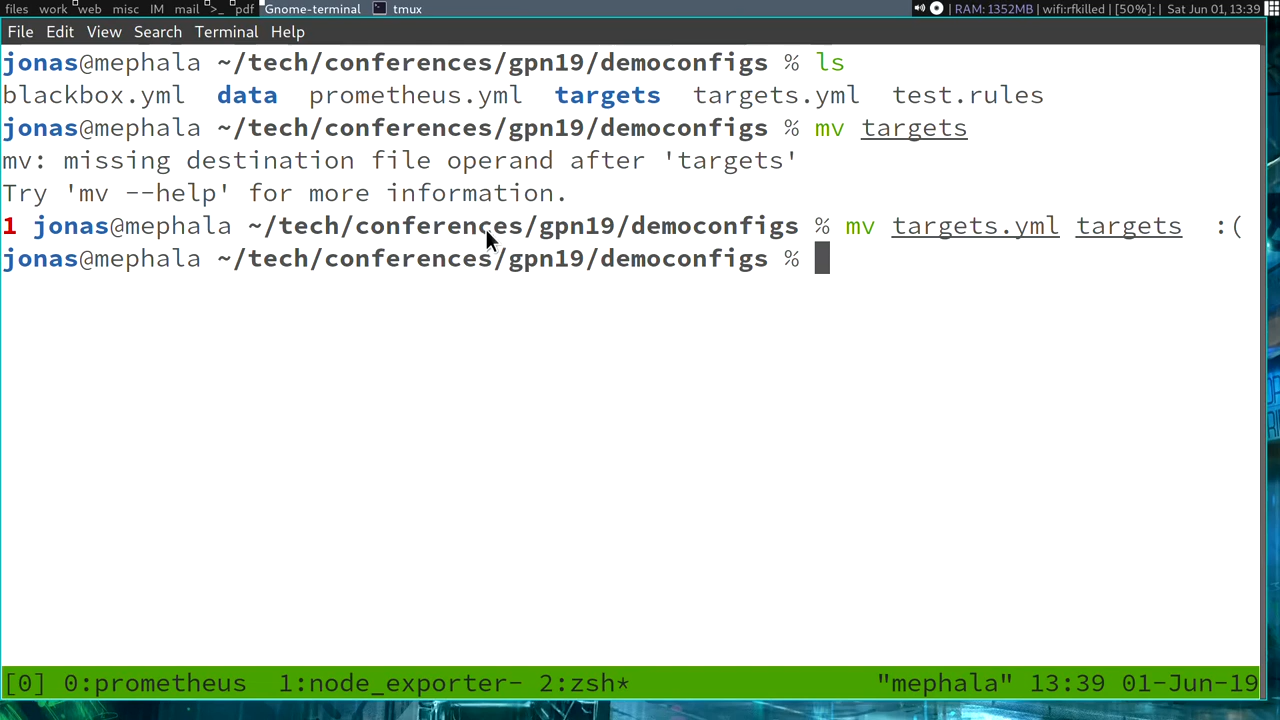 files work web misc IM mail >_ pdf Gnome-terminal tmux | RAM: 1352MB | wifi:rfkilled | [50%]: | Sat Jun 01, 13:39
File Edit View Search Terminal Help
jonas@mephala ~/tech/conferences/gpn19/democonfigs % ls
blackbox.yml data prometheus.yml targets targets.yml test.rules
jonas@mephala ~/tech/conferences/gpn19/democonfigs % mv targets
mv: missing destination file operand after 'targets'
Try 'mv --help' for more information.
1 jonas@mephala ~/tech/conferences/gpn19/democonfigs % mv targets.yml targets :(
jonas@mephala ~/tech/conferences/gpn19/democonfigs %
[0] 0:prometheus 1:node_exporter- 2:zsh* "mephala" 13:39 01-Jun-19